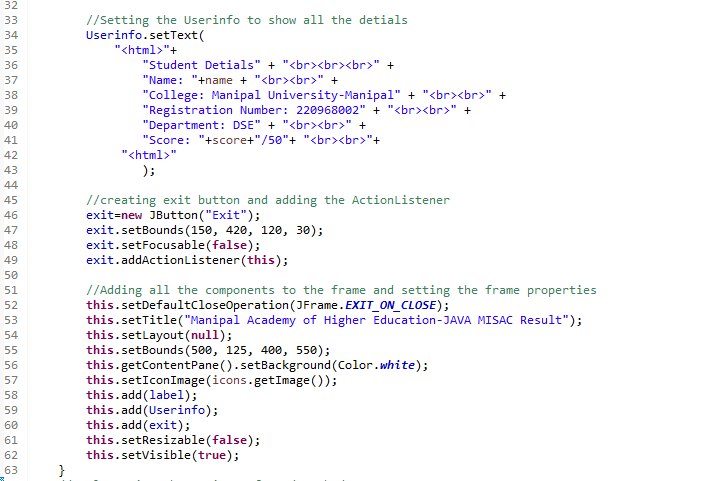 32
33 //Setting the Userinfo to show all the detials
34 Userinfo.setText(
35 "<html>"+
36 "Student Detials" + "<br><br><br>" +
37 "Name: "+name + "<br><br>" +
38 "College: Manipal University-Manipal" + "<br><br>" +
39 "Registration Number: 220968002" + "<br><br>" +
40 "Department: DSE" + "<br><br>" +
41 "Score: "+score+"/50"+ "<br><br>"+
42 "<html>"
43 );
44
45 //creating exit button and adding the ActionListener
46 exit=new JButton("Exit");
47 exit.setBounds(150, 420, 120, 30);
48 exit.setFocusable(false);
49 exit.addActionListener(this);
50
51 //Adding all the components to the frame and setting the frame properties
52 this.setDefaultCloseOperation(JFrame.EXIT_ON_CLOSE);
53 this.setTitle("Manipal Academy of Higher Education-JAVA MISAC Result");
54 this.setLayout(null);
55 this.setBounds(500, 125, 400, 550);
56 this.getContentPane().setBackground(Color.white);
57 this.setIconImage(icons.getImage());
58 this.add(label);
59 this.add(Userinfo);
60 this.add(exit);
61 this.setResizable(false);
62 this.setVisible(true);
63 }